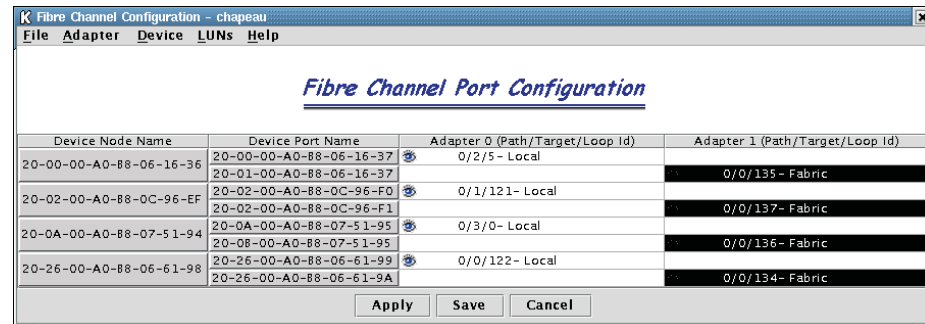 Fibre Channel Configuration - chapeau
File Adapter Device LUNs Help
Fibre Channel Port Configuration
Device Node Name Device Port Name Adapter 0 (Path/Target/Loop Id) Adapter 1 (Path/Target/Loop Id)
20-00-00-A0-B8-06-16-36
20-00-00-A0-B8-06-16-37 0/2/5- Local
20-01-00-A0-B8-06-16-37 0/0/135- Fabric
20-02-00-A0-B8-0C-96-EF
20-02-00-A0-B8-0C-96-F0 0/1/121- Local
20-02-00-A0-B8-0C-96-F1 0/0/137- Fabric
20-0A-00-A0-B8-07-51-94
20-0A-00-A0-B8-07-51-95 0/3/0- Local
20-0B-00-A0-B8-07-51-95 0/0/136- Fabric
20-26-00-A0-B8-06-61-98
20-26-00-A0-B8-06-61-99 0/0/122- Local
20-26-00-A0-B8-06-61-9A 0/0/134- Fabric
Apply Save Cancel